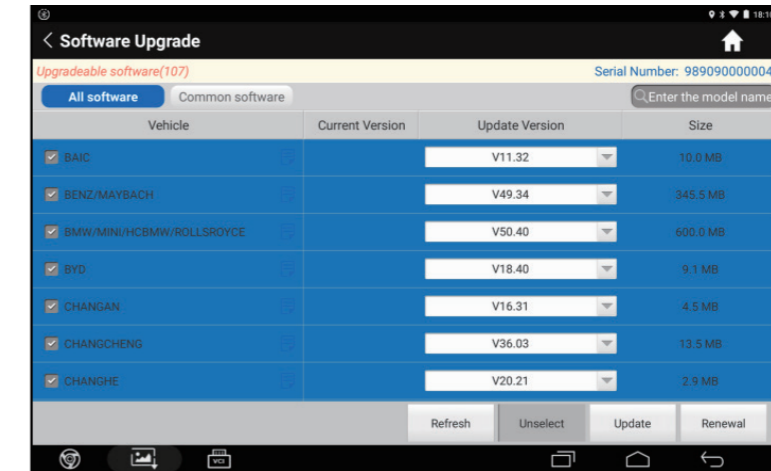 18:10
Software Upgrade
Upgradeable software(107) Serial Number: 989090000004
All software Common software Enter the model name
Vehicle Current Version Update Version Size
BAIC V11.32 10.0 MB
BENZ/MAYBACH V49.34 345.5 MB
BMW/MINI/HCBMW/ROLLSROYCE V50.40 600.0 MB
BYD V18.40 9.1 MB
CHANGAN V16.31 4.5 MB
CHANGCHENG V36.03 13.5 MB
CHANGHE V20.21 2.9 MB
Refresh Unselect Update Renewal
VCI